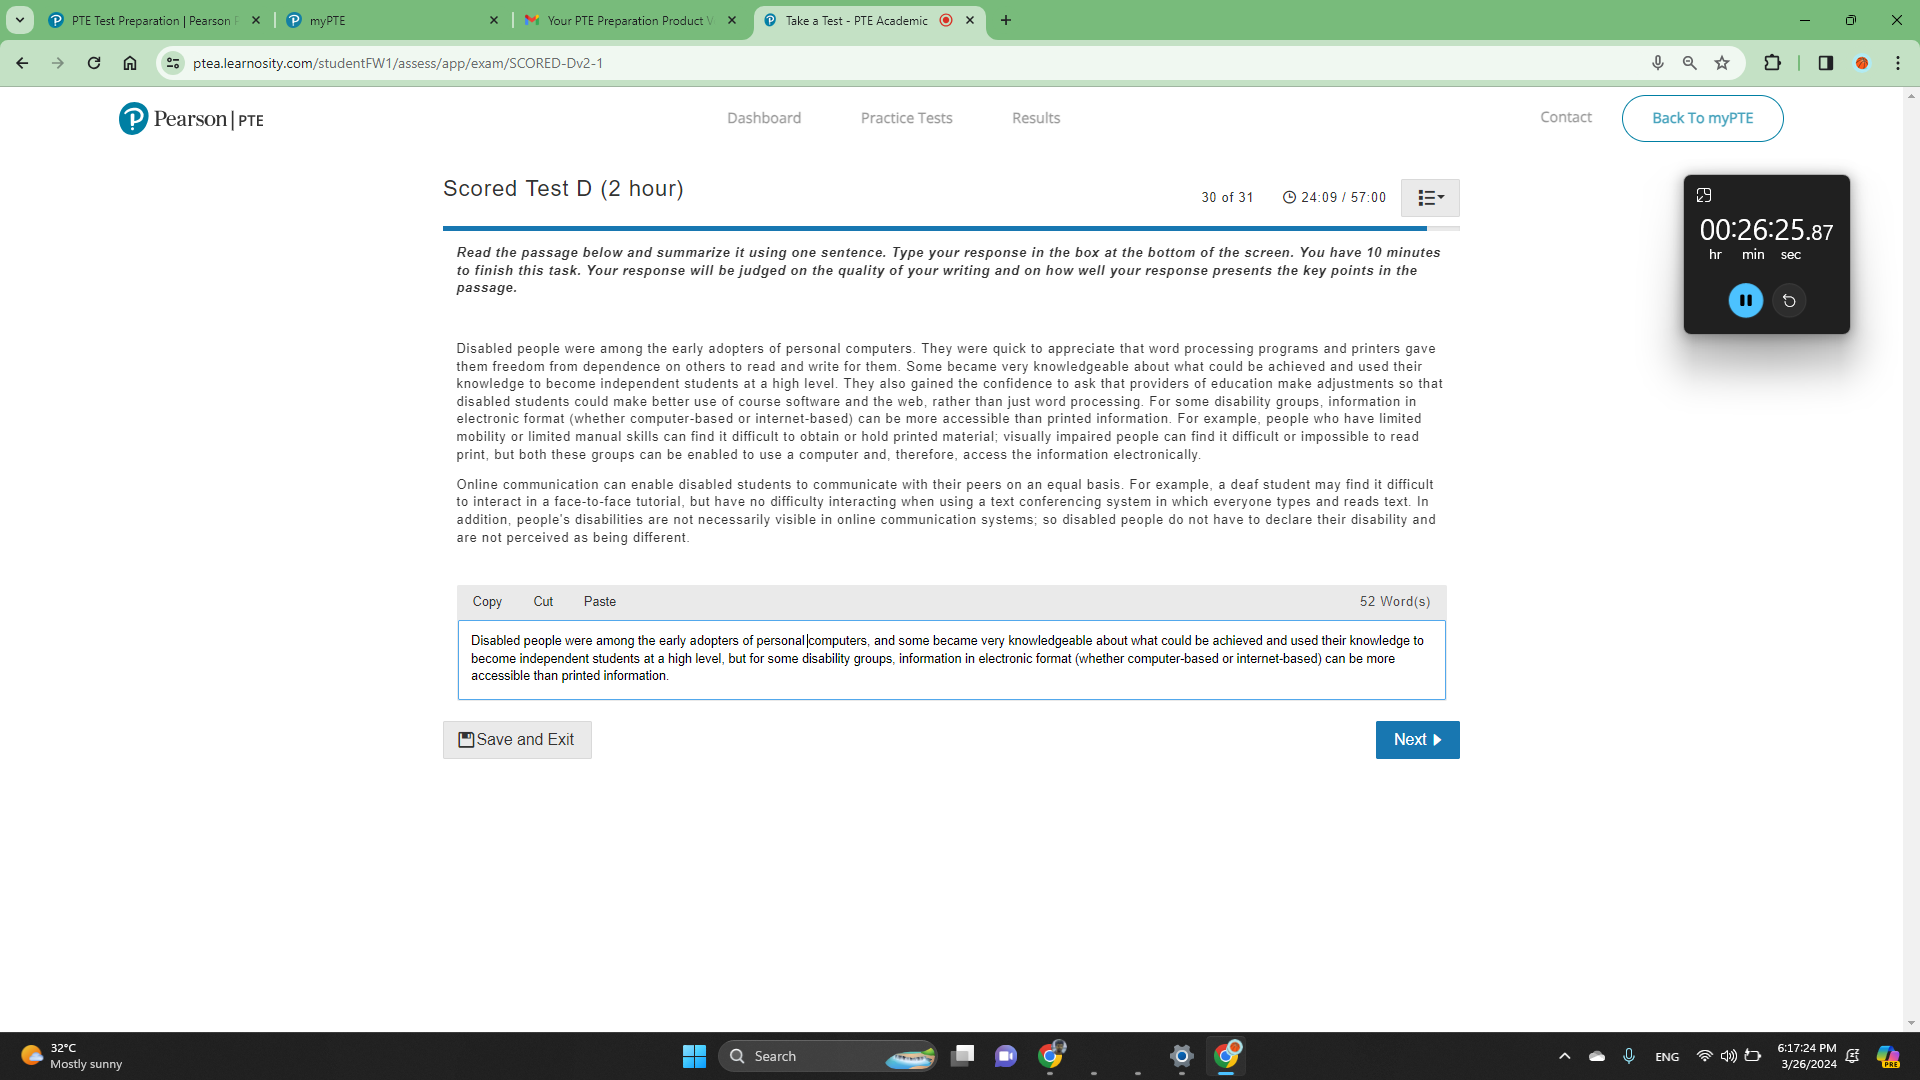 PTE Test Preparation | Pearson P
myPTE
Your PTE Preparation Product V
Take a Test - PTE Academic
ptea.learnosity.com/studentFW1/assess/app/exam/SCORED-Dv2-1
Pearson | PTE
Dashboard
Practice Tests
Results
Contact
Back To myPTE
Scored Test D (2 hour)
30 of 31
24:09 / 57:00
00:26:25.87
hr min sec
Read the passage below and summarize it using one sentence. Type your response in the box at the bottom of the screen. You have 10 minutes
to finish this task. Your response will be judged on the quality of your writing and on how well your response presents the key points in the
passage.
Disabled people were among the early adopters of personal computers. They were quick to appreciate that word processing programs and printers gave
them freedom from dependence on others to read and write for them. Some became very knowledgeable about what could be achieved and used their
knowledge to become independent students at a high level. They also gained the confidence to ask that providers of education make adjustments so that
disabled students could make better use of course software and the web, rather than just word processing. For some disability groups, information in
electronic format (whether computer-based or internet-based) can be more accessible than printed information. For example, people who have limited
mobility or limited manual skills can find it difficult to obtain or hold printed material; visually impaired people can find it difficult or impossible to read
print, but both these groups can be enabled to use a computer and, therefore, access the information electronically.
Online communication can enable disabled students to communicate with their peers on an equal basis. For example, a deaf student may find it difficult
to interact in a face-to-face tutorial, but have no difficulty interacting when using a text conferencing system in which everyone types and reads text. In
addition, people's disabilities are not necessarily visible in online communication systems; so disabled people do not have to declare their disability and
are not perceived as being different.
Copy
Cut
Paste
52 Word(s)
Disabled people were among the early adopters of personal computers, and some became very knowledgeable about what could be achieved and used their knowledge to
become independent students at a high level, but for some disability groups, information in electronic format (whether computer-based or internet-based) can be more
accessible than printed information.
Save and Exit
Next
32°C
Mostly sunny
Search
ENG
6:17:24 PM
3/26/2024
PRE